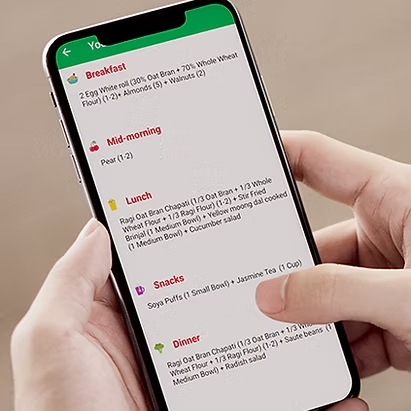 Breakfast
2 Egg White roll (30% Oat Bran + 70% Whole Wheat
Flour) (1-2)+ Almonds (5) + Walnuts (2)
Mid-morning
Pear (1-2)
Lunch
Ragi Oat Bran Chapati (1/3 Oat Bran + 1/3 Whole
Wheat Flour + 1/3 Ragi Flour) (1-2) + Stir Fried
Brinjal (1 Medium Bowl) + Yellow moong dal cooked
(1 Medium Bowl) + Cucumber salad
Snacks
Soya Puffs (1 Small Bowl) + Jasmine Tea (1 Cup)
Dinner
Ragi Oat Bran Chapati (1/3 Oat Bran + 1/3
Wheat Flour + 1/3 Ragi Flour) (1-2) + Saute beans (1
Medium Bowl) + Radish salad